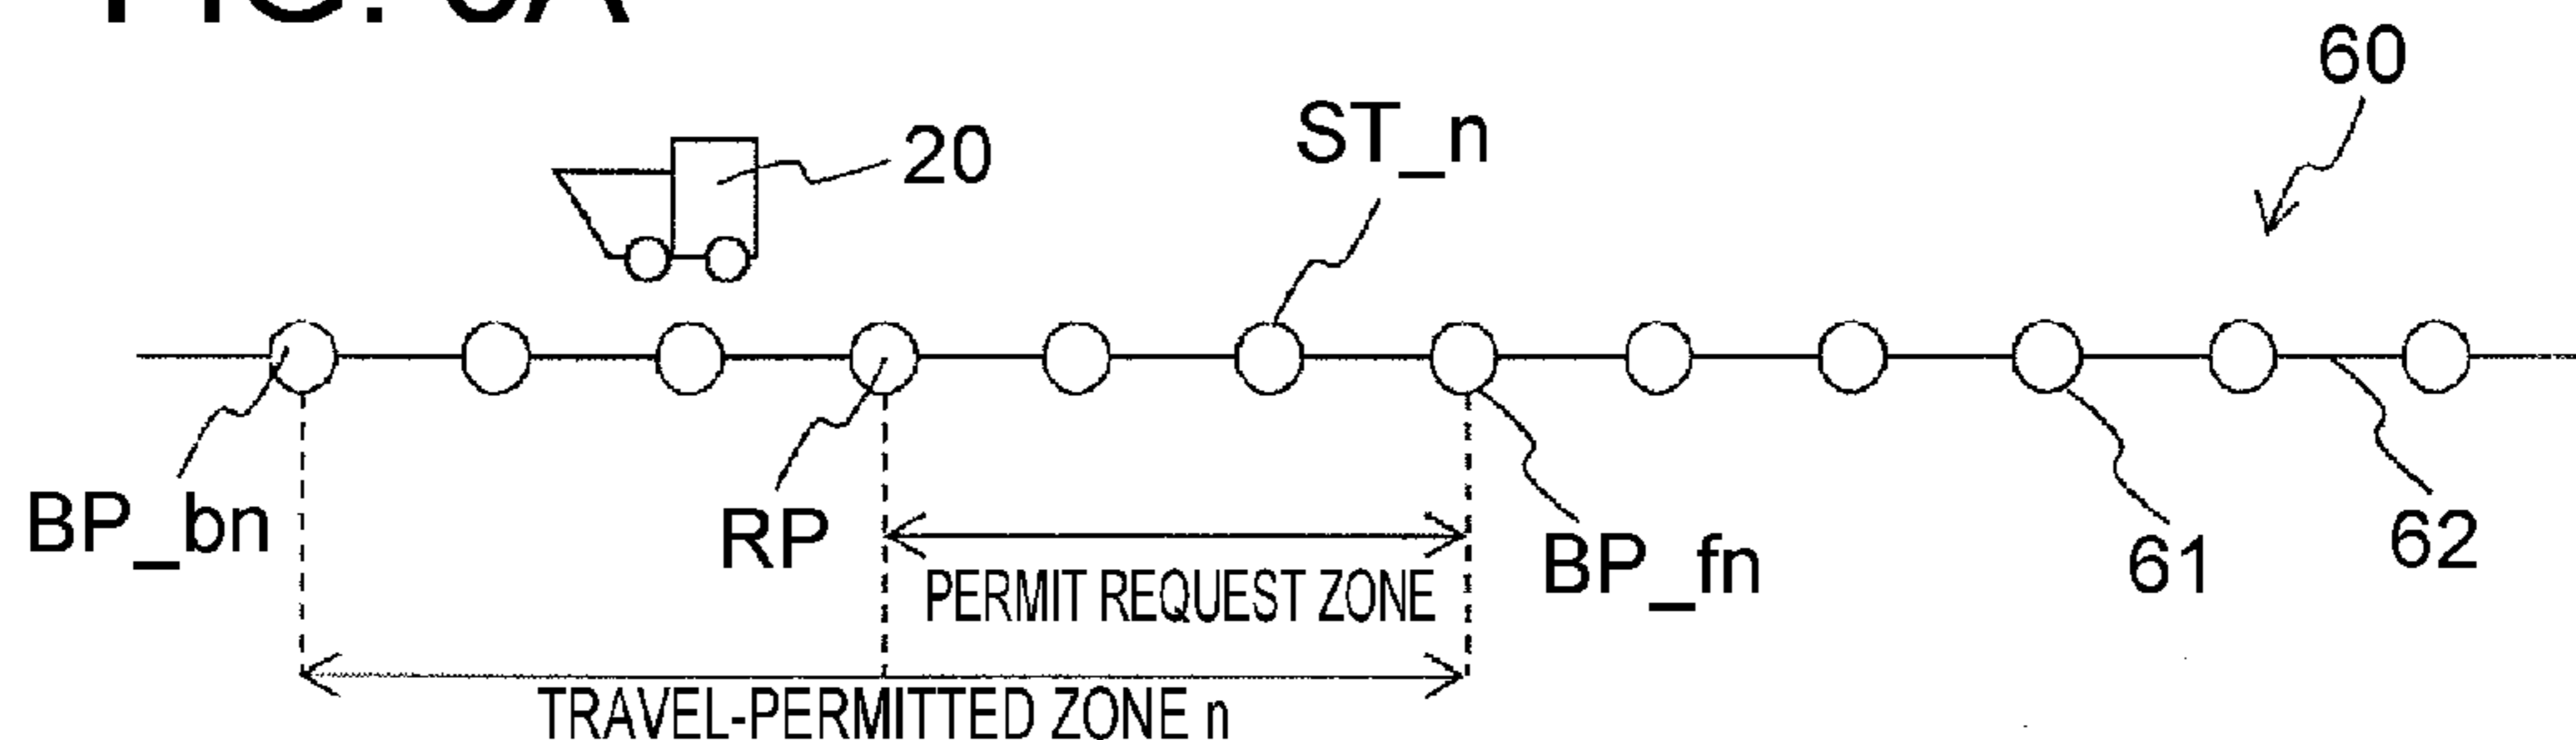 60
20
ST_n
BP_bn
RP
BP_fn
61
62
PERMIT REQUEST ZONE
TRAVEL-PERMITTED ZONE n